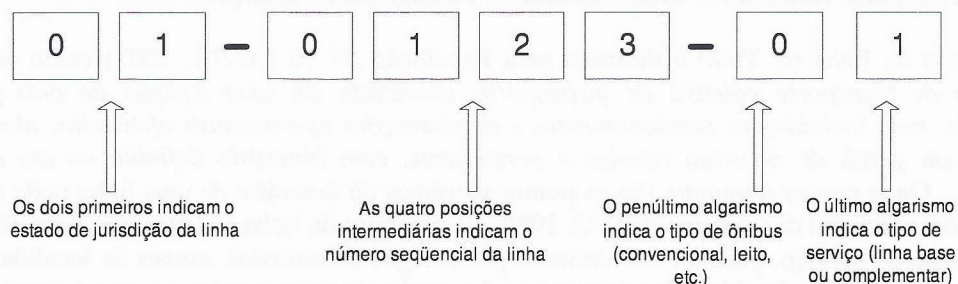 0 1 – 0 1 2 3 – 0 1
Os dois primeiros indicam o
estado de jurisdição da linha
As quatro posições
intermediárias indicam o
número seqüencial da linha
O penúltimo algarismo
indica o tipo de ônibus
(convencional, leito,
etc.)
O último algarismo
indica o tipo de
serviço (linha base
ou complementar)